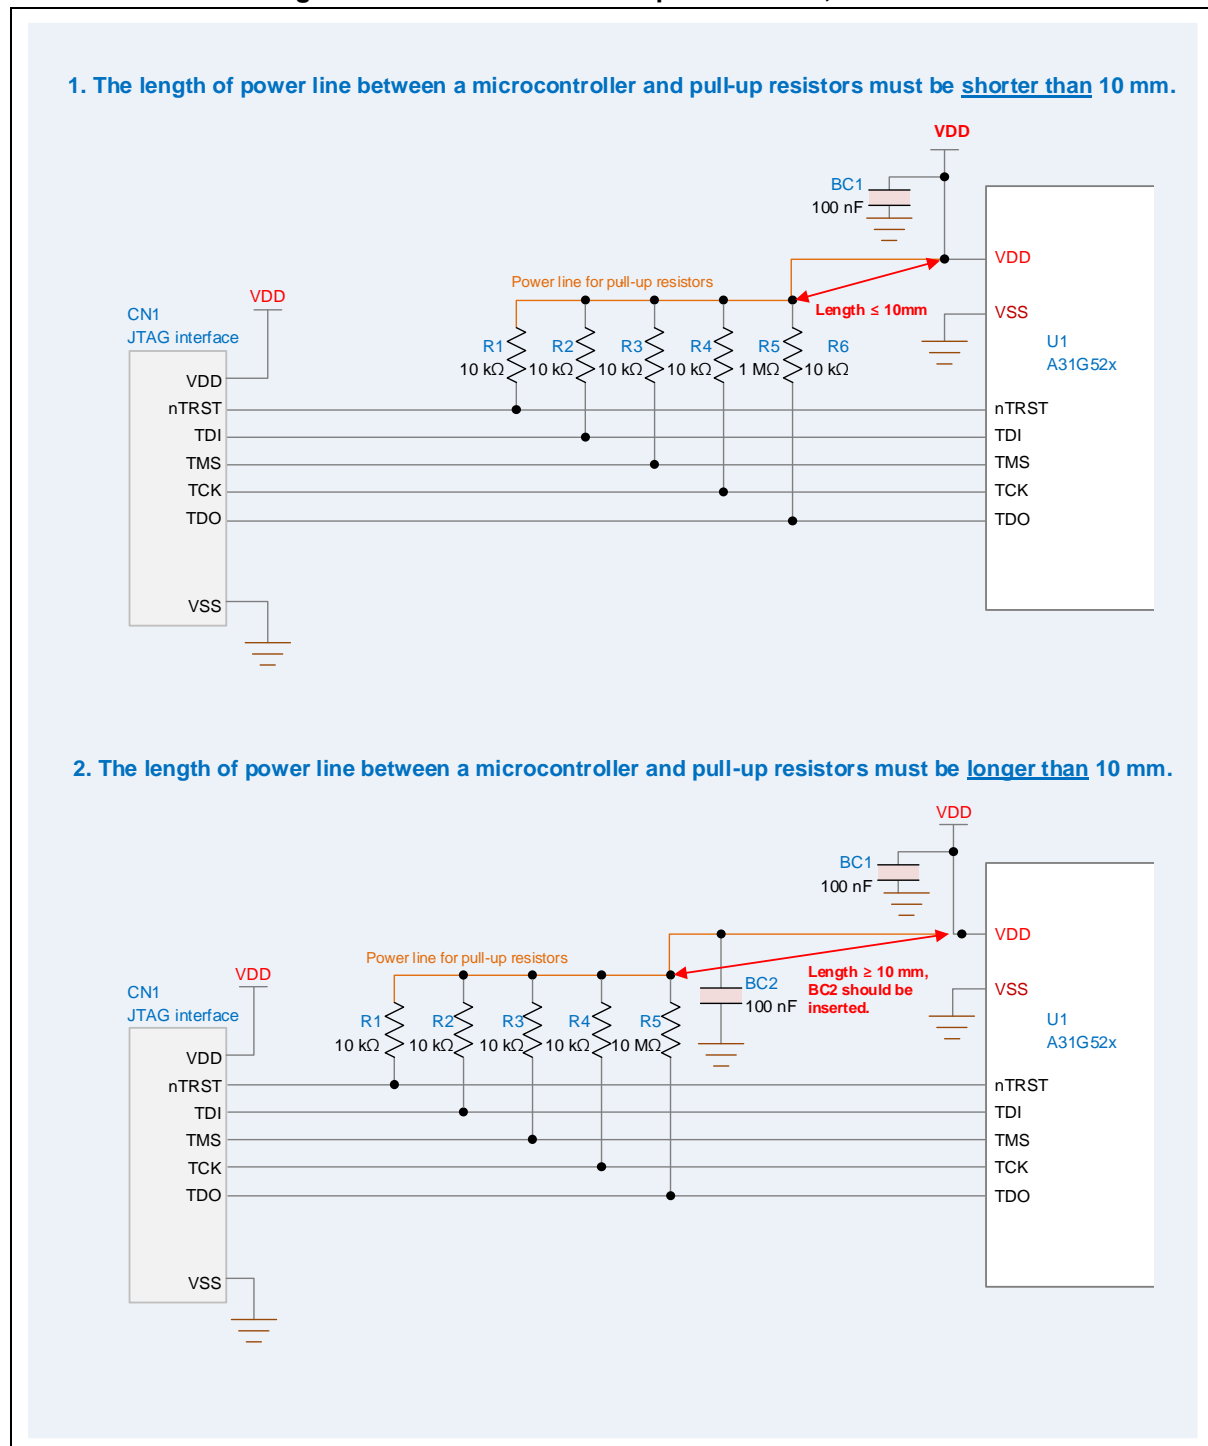 1. The length of power line between a microcontroller and pull-up resistors must be shorter than 10 mm.
VDD
BC1
100 nF
VDD
Power line for pull-up resistors
Length ≤ 10mm
VSS
VDD
CN1
JTAG interface
R1 R2 R3 R4 R5 R6
10 kΩ 10 kΩ 10 kΩ 10 kΩ 1 MΩ 10 kΩ
U1
A31G52x
VDD
nTRST nTRST
TDI TDI
TMS TMS
TCK TCK
TDO TDO
VSS
2. The length of power line between a microcontroller and pull-up resistors must be longer than 10 mm.
VDD
BC1
100 nF
VDD
Power line for pull-up resistors
Length ≥ 10 mm,
BC2 should be
inserted.
BC2
100 nF
VSS
VDD
CN1
JTAG interface
R1 R2 R3 R4 R5
10 kΩ 10 kΩ 10 kΩ 10 kΩ 10 MΩ
U1
A31G52x
VDD
nTRST nTRST
TDI TDI
TMS TMS
TCK TCK
TDO TDO
VSS